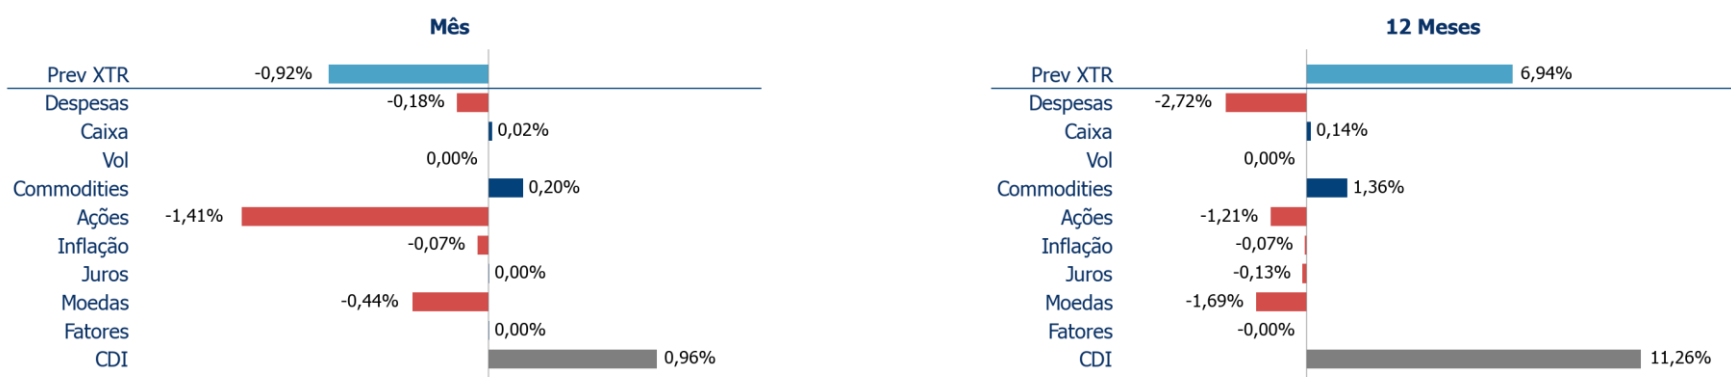 Mês
Prev XTR -0,92%
Despesas -0,18%
Caixa 0,02%
Vol 0,00%
Commodities 0,20%
Ações -1,41%
Inflação -0,07%
Juros 0,00%
Moedas -0,44%
Fatores 0,00%
CDI 0,96%
12 Meses
Prev XTR 6,94%
Despesas -2,72%
Caixa 0,14%
Vol 0,00%
Commodities 1,36%
Ações -1,21%
Inflação -0,07%
Juros -0,13%
Moedas -1,69%
Fatores -0,00%
CDI 11,26%